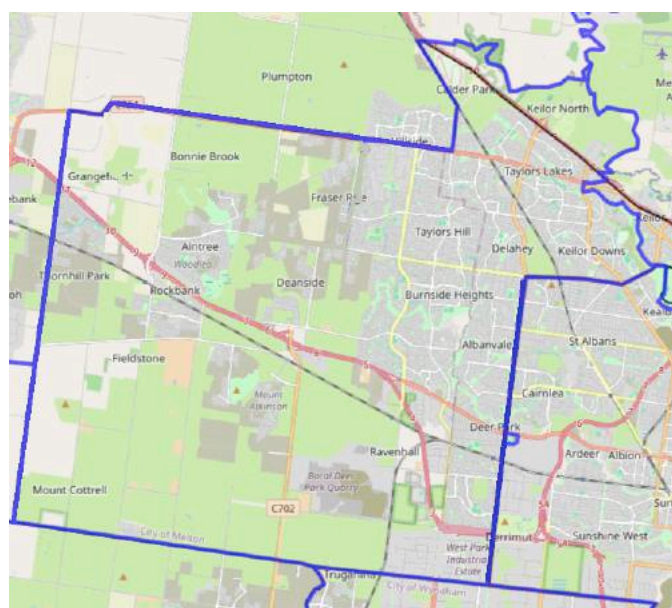 Plumpton
Calder Park
Keilor North
Hillside
Bonnie Brook
Taylors Lakes
Fraser Rise
Taylors Hill
Aintree
Woodlea
Delahey
Keilor Downs
Thornhill Park
Deanside
Rockbank
Burnside Heights
St Albans
Albanvale
Fieldstone
Mount
Atkinson
Cairnlea
Deer Park
Ravenhall
Ardeer
Albion
Boral Deer
Park Quarry
Mount Cottrell
C702
City of Melton
Derrimut
Sunshine West
West Park
Industrial
Estate
Truganina
City of Wyndham